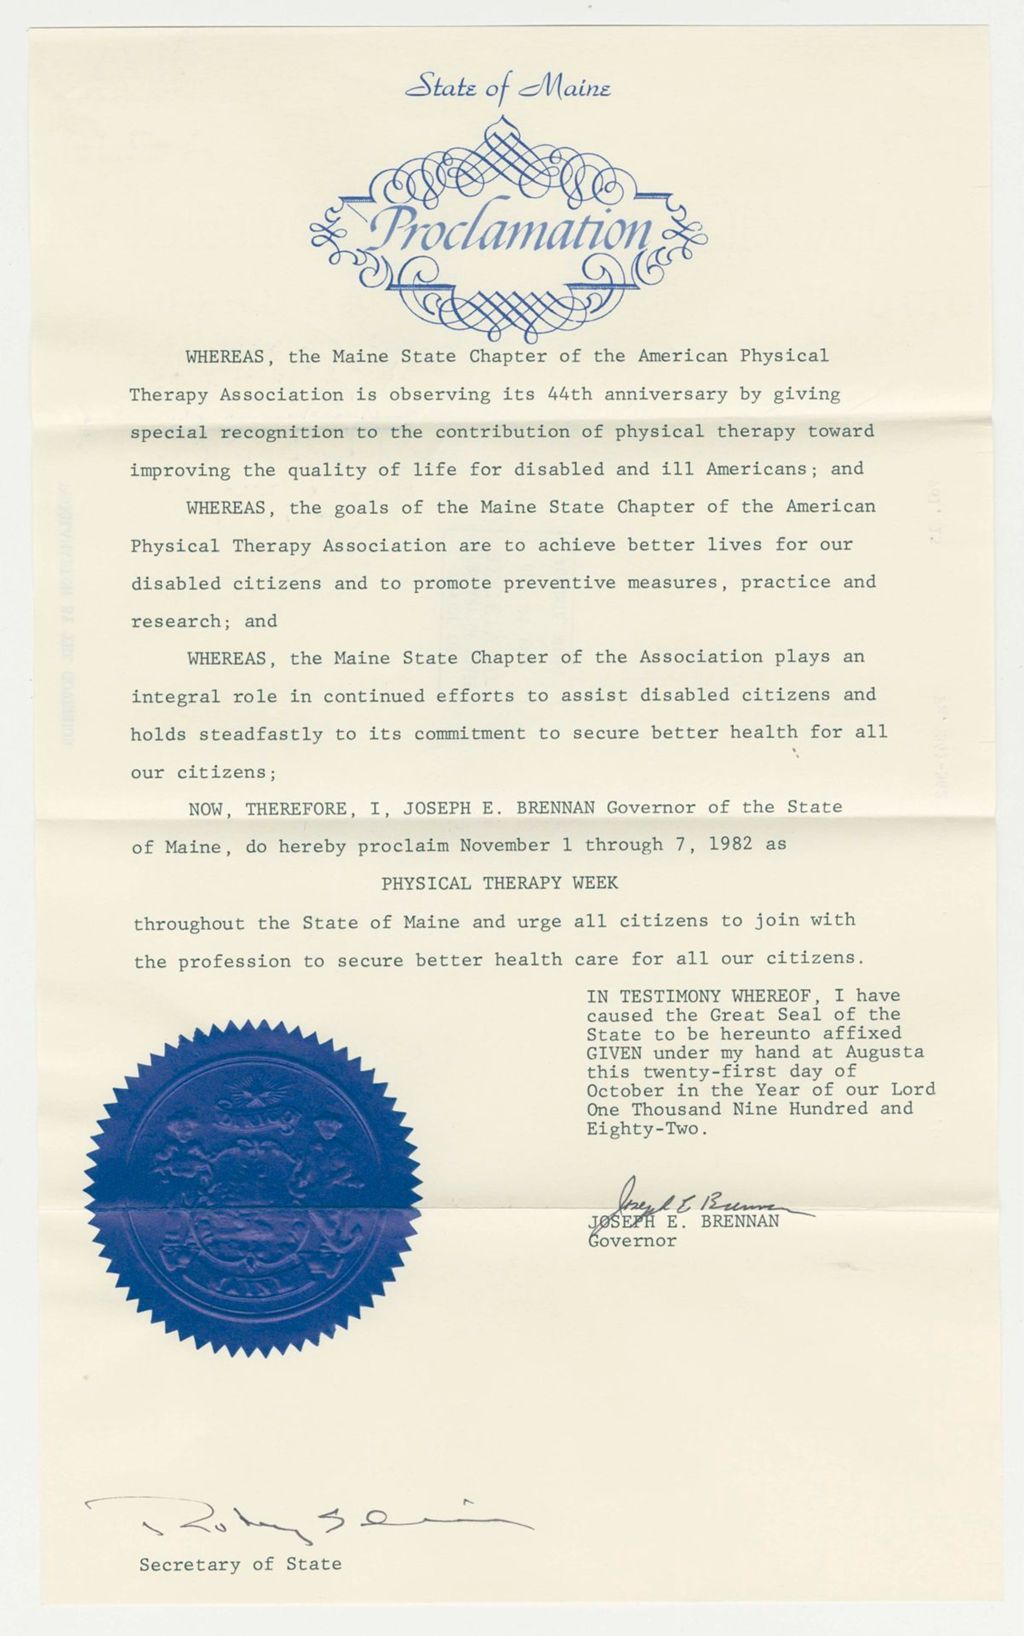 State of Maine
Proclamation
WHEREAS, the Maine State Chapter of the American Physical
Therapy Association is observing its 44th anniversary by giving
special recognition to the contribution of physical therapy toward
improving the quality of life for disabled and ill Americans; and
WHEREAS, the goals of the Maine State Chapter of the American
Physical Therapy Association are to achieve better lives for our
disabled citizens and to promote preventive measures, practice and
research; and
WHEREAS, the Maine State Chapter of the Association plays an
integral role in continued efforts to assist disabled citizens and
holds steadfastly to its commitment to secure better health for all
our citizens;
NOW, THEREFORE, I, JOSEPH E. BRENNAN Governor of the State
of Maine, do hereby proclaim November 1 through 7, 1982 as
PHYSICAL THERAPY WEEK
throughout the State of Maine and urge all citizens to join with
the profession to secure better health care for all our citizens.
IN TESTIMONY WHEREOF, I have
caused the Great Seal of the
State to be hereunto affixed
GIVEN under my hand at Augusta
this twenty-first day of
October in the Year of our Lord
One Thousand Nine Hundred and
Eighty-Two.
Joseph E Brennan
JOSEPH E. BRENNAN
Governor
Secretary of State